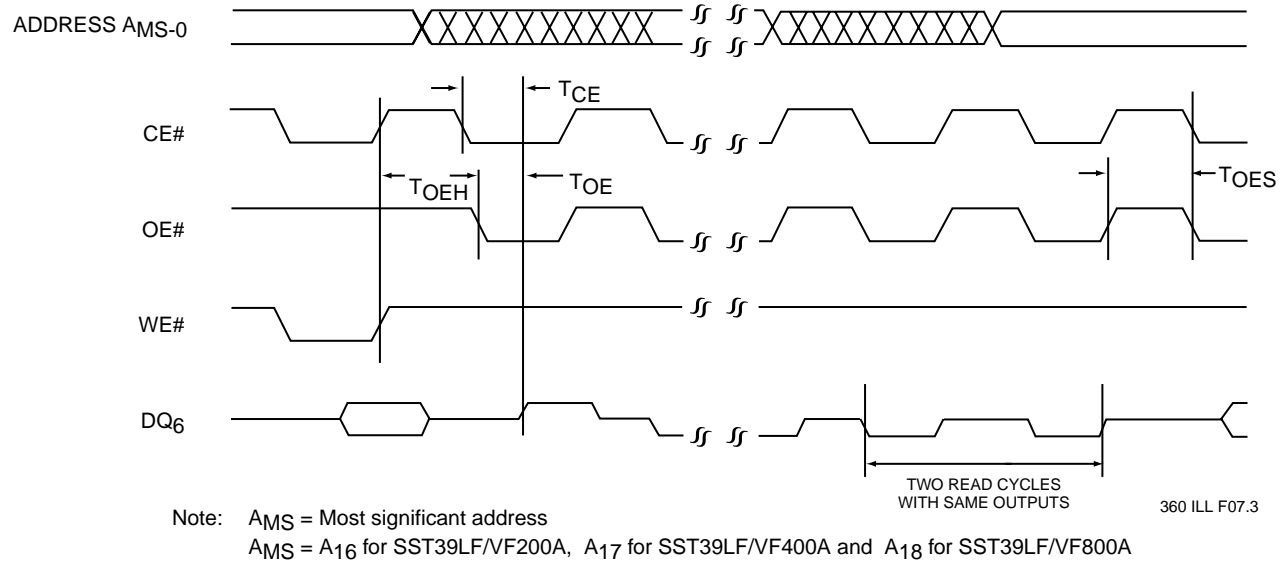 ADDRESS AMS-0
TCE
CE#
TOEH
TOE
TOES
OE#
WE#
DQ6
TWO READ CYCLES
WITH SAME OUTPUTS
360 ILL F07.3
Note: AMS = Most significant address
AMS = A16 for SST39LF/VF200A, A17 for SST39LF/VF400A and A18 for SST39LF/VF800A